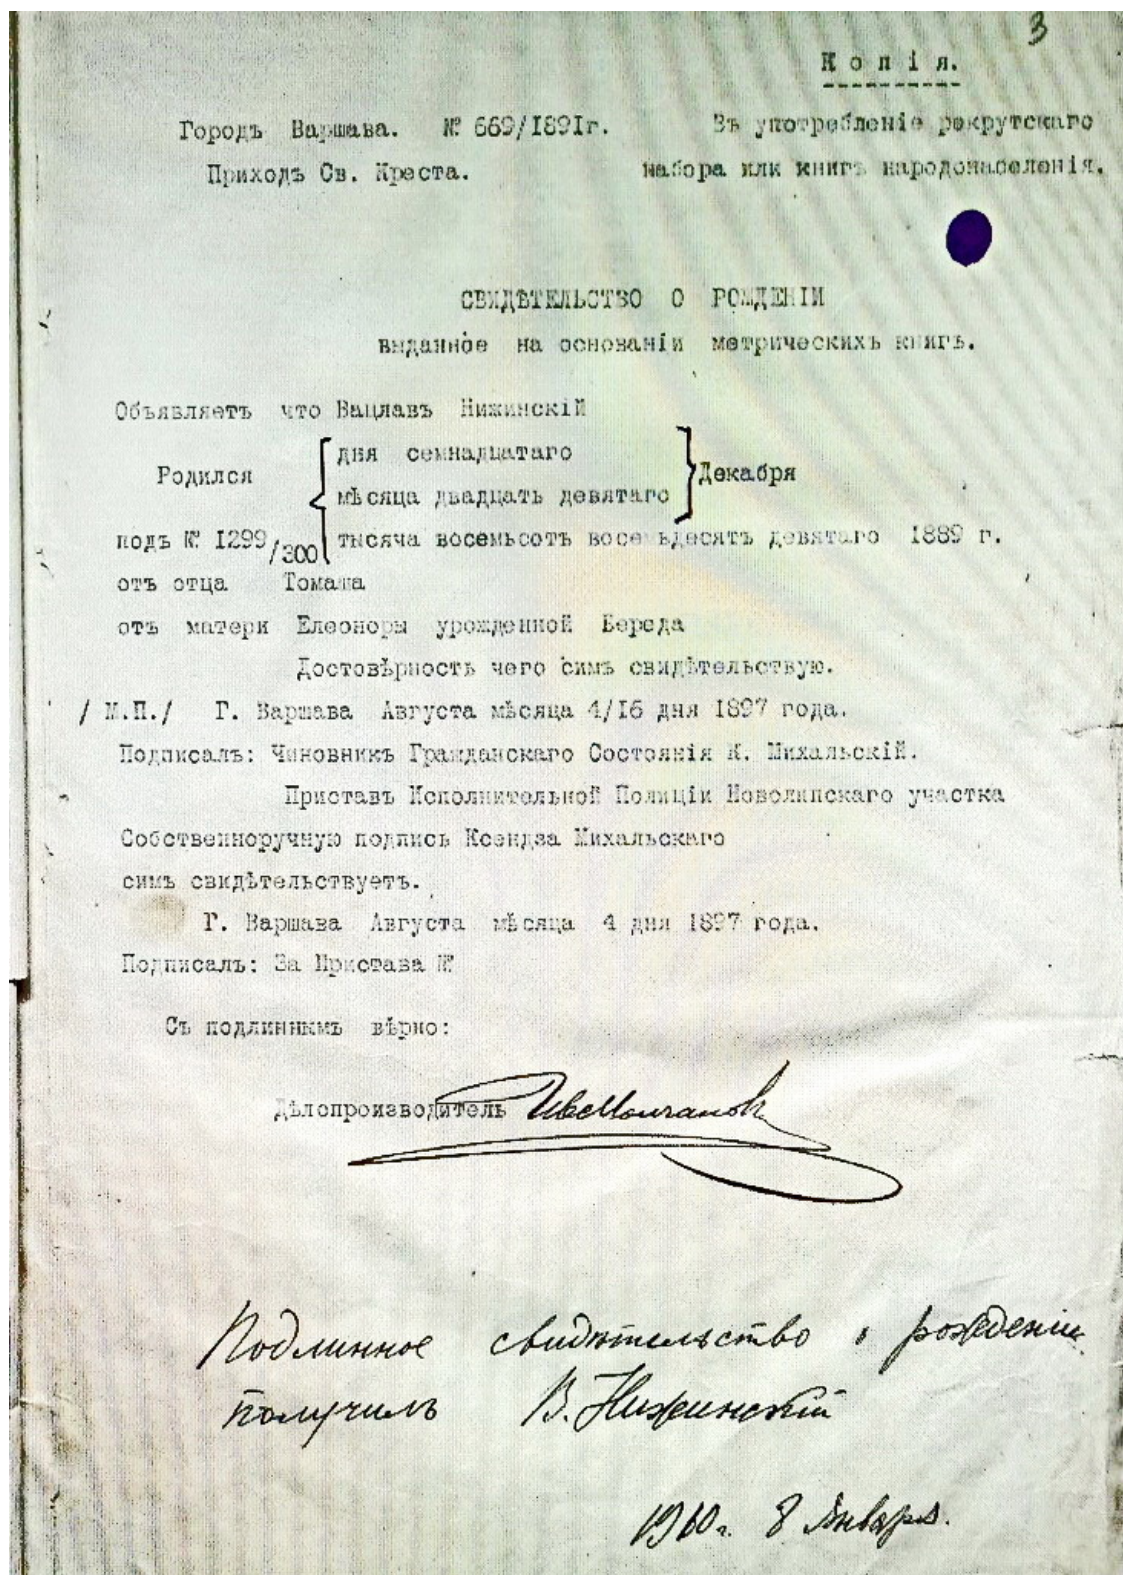 3
Копія.
Городъ Варшава. № 669/1891г. Въ употребленіе рекрутскаго
Приходъ Св. Креста. набора или книгъ народонаселенія.
СВИДѢТЕЛЬСТВО О РОЖДЕНІИ
выданное на основаніи метрическихъ книгъ.
Объявляетъ что Вацлавъ Нижинскій
дня семнадцатаго
Родился Декабря
мѣсяца двадцать девятаго
подъ № 1299/300 тысяча восемьсотъ восемьдесятъ девятаго 1889 г.
отъ отца Томаша
отъ матери Елеоноры урожденной Береда
Достовѣрность чего симъ свидѣтельствую.
/ М.П./ Г. Варшава Августа мѣсяца 4/16 дня 1897 года.
Подписалъ: Чиновникъ Гражданскаго Состоянія К. Михальскій.
Приставъ Исполнительной Полиціи Новолипскаго участка
Собственноручную подпись Ксендза Михальскаго
симъ свидѣтельствуетъ.
Г. Варшава Августа мѣсяца 4 дня 1897 года.
Подписалъ: За Пристава №
Съ подлиннымъ вѣрно:
Дѣлопроизводитель
Подлинное свидѣтельство о рожденіи
получилъ В. Нижинскій
1910г. 8 Января.